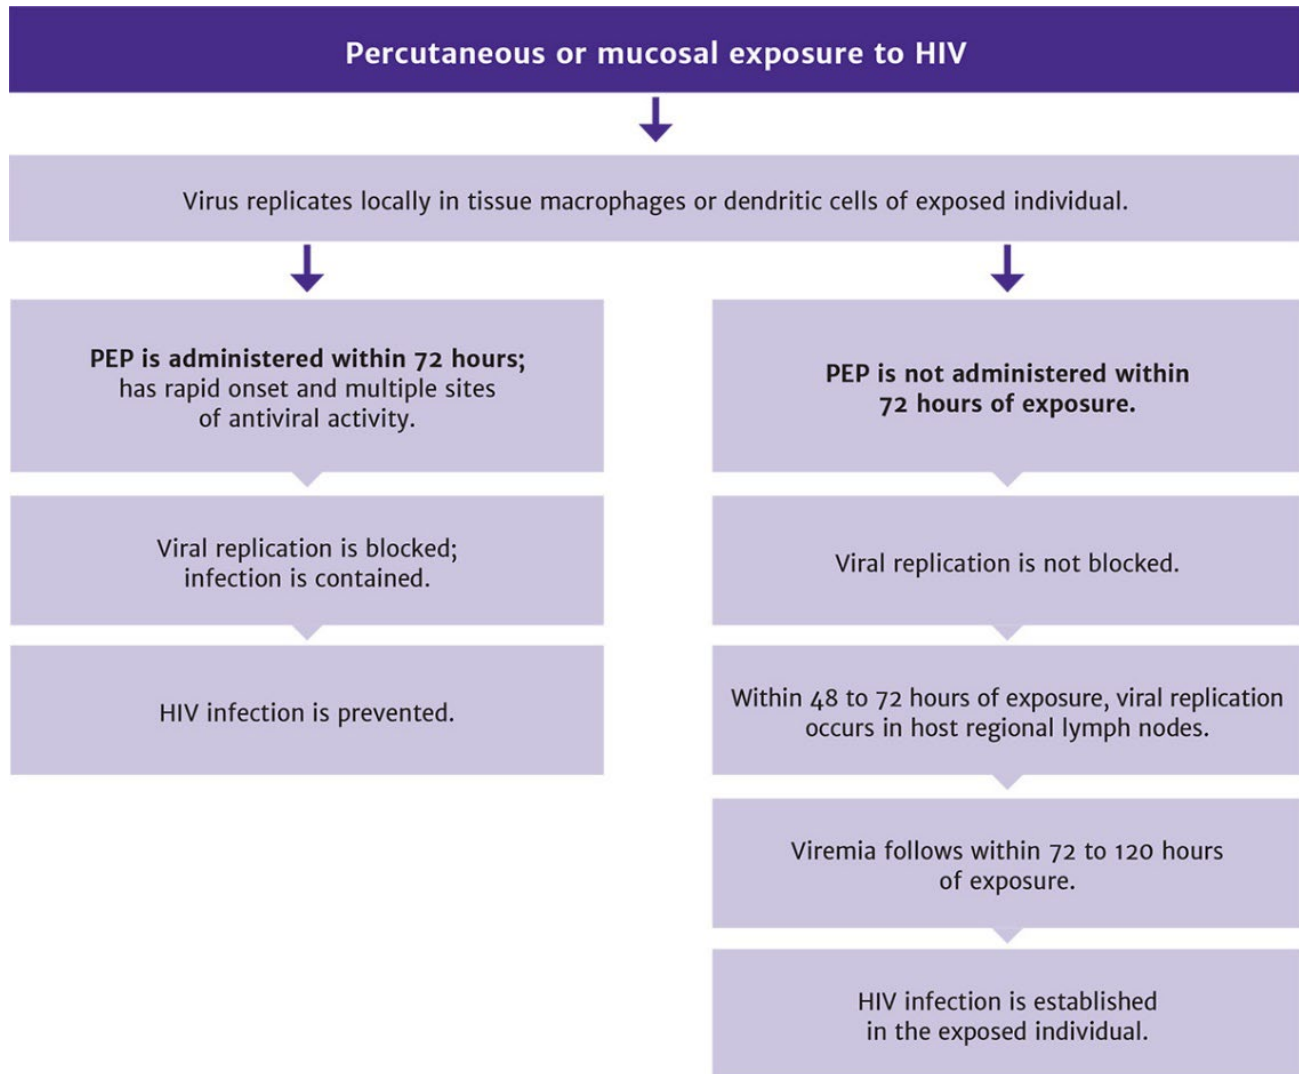 Percutaneous or mucosal exposure to HIV
Virus replicates locally in tissue macrophages or dendritic cells of exposed individual.
PEP is administered within 72 hours;
has rapid onset and multiple sites
of antiviral activity.
Viral replication is blocked;
infection is contained.
HIV infection is prevented.
PEP is not administered within
72 hours of exposure.
Viral replication is not blocked.
Within 48 to 72 hours of exposure, viral replication
occurs in host regional lymph nodes.
Viremia follows within 72 to 120 hours
of exposure.
HIV infection is established
in the exposed individual.